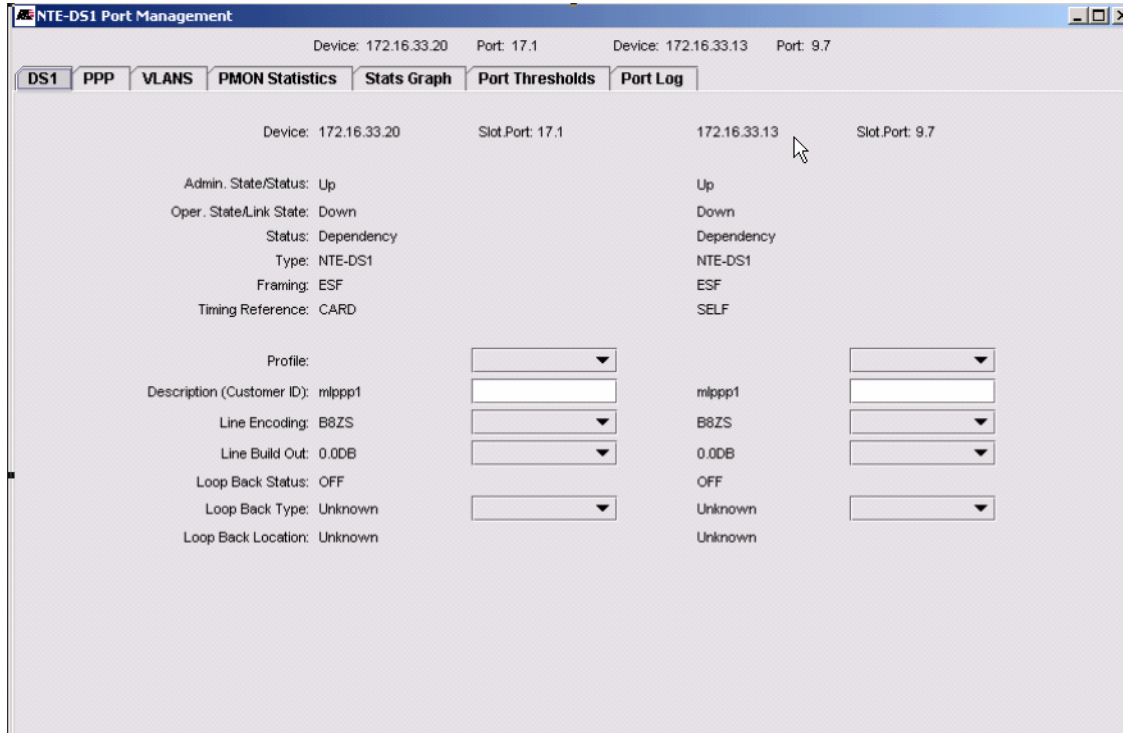 NTE-DS1 Port Management
Device: 172.16.33.20 Port: 17.1 Device: 172.16.33.13 Port: 9.7
DS1 PPP VLANS PMON Statistics Stats Graph Port Thresholds Port Log
Device: 172.16.33.20 Slot.Port: 17.1 172.16.33.13 Slot.Port: 9.7
Admin. State/Status: Up Up
Oper. State/Link State: Down Down
Status: Dependency Dependency
Type: NTE-DS1 NTE-DS1
Framing: ESF ESF
Timing Reference: CARD SELF
Profile:
Description (Customer ID): mlppp1 mlppp1
Line Encoding: B8ZS B8ZS
Line Build Out: 0.0DB 0.0DB
Loop Back Status: OFF OFF
Loop Back Type: Unknown Unknown
Loop Back Location: Unknown Unknown